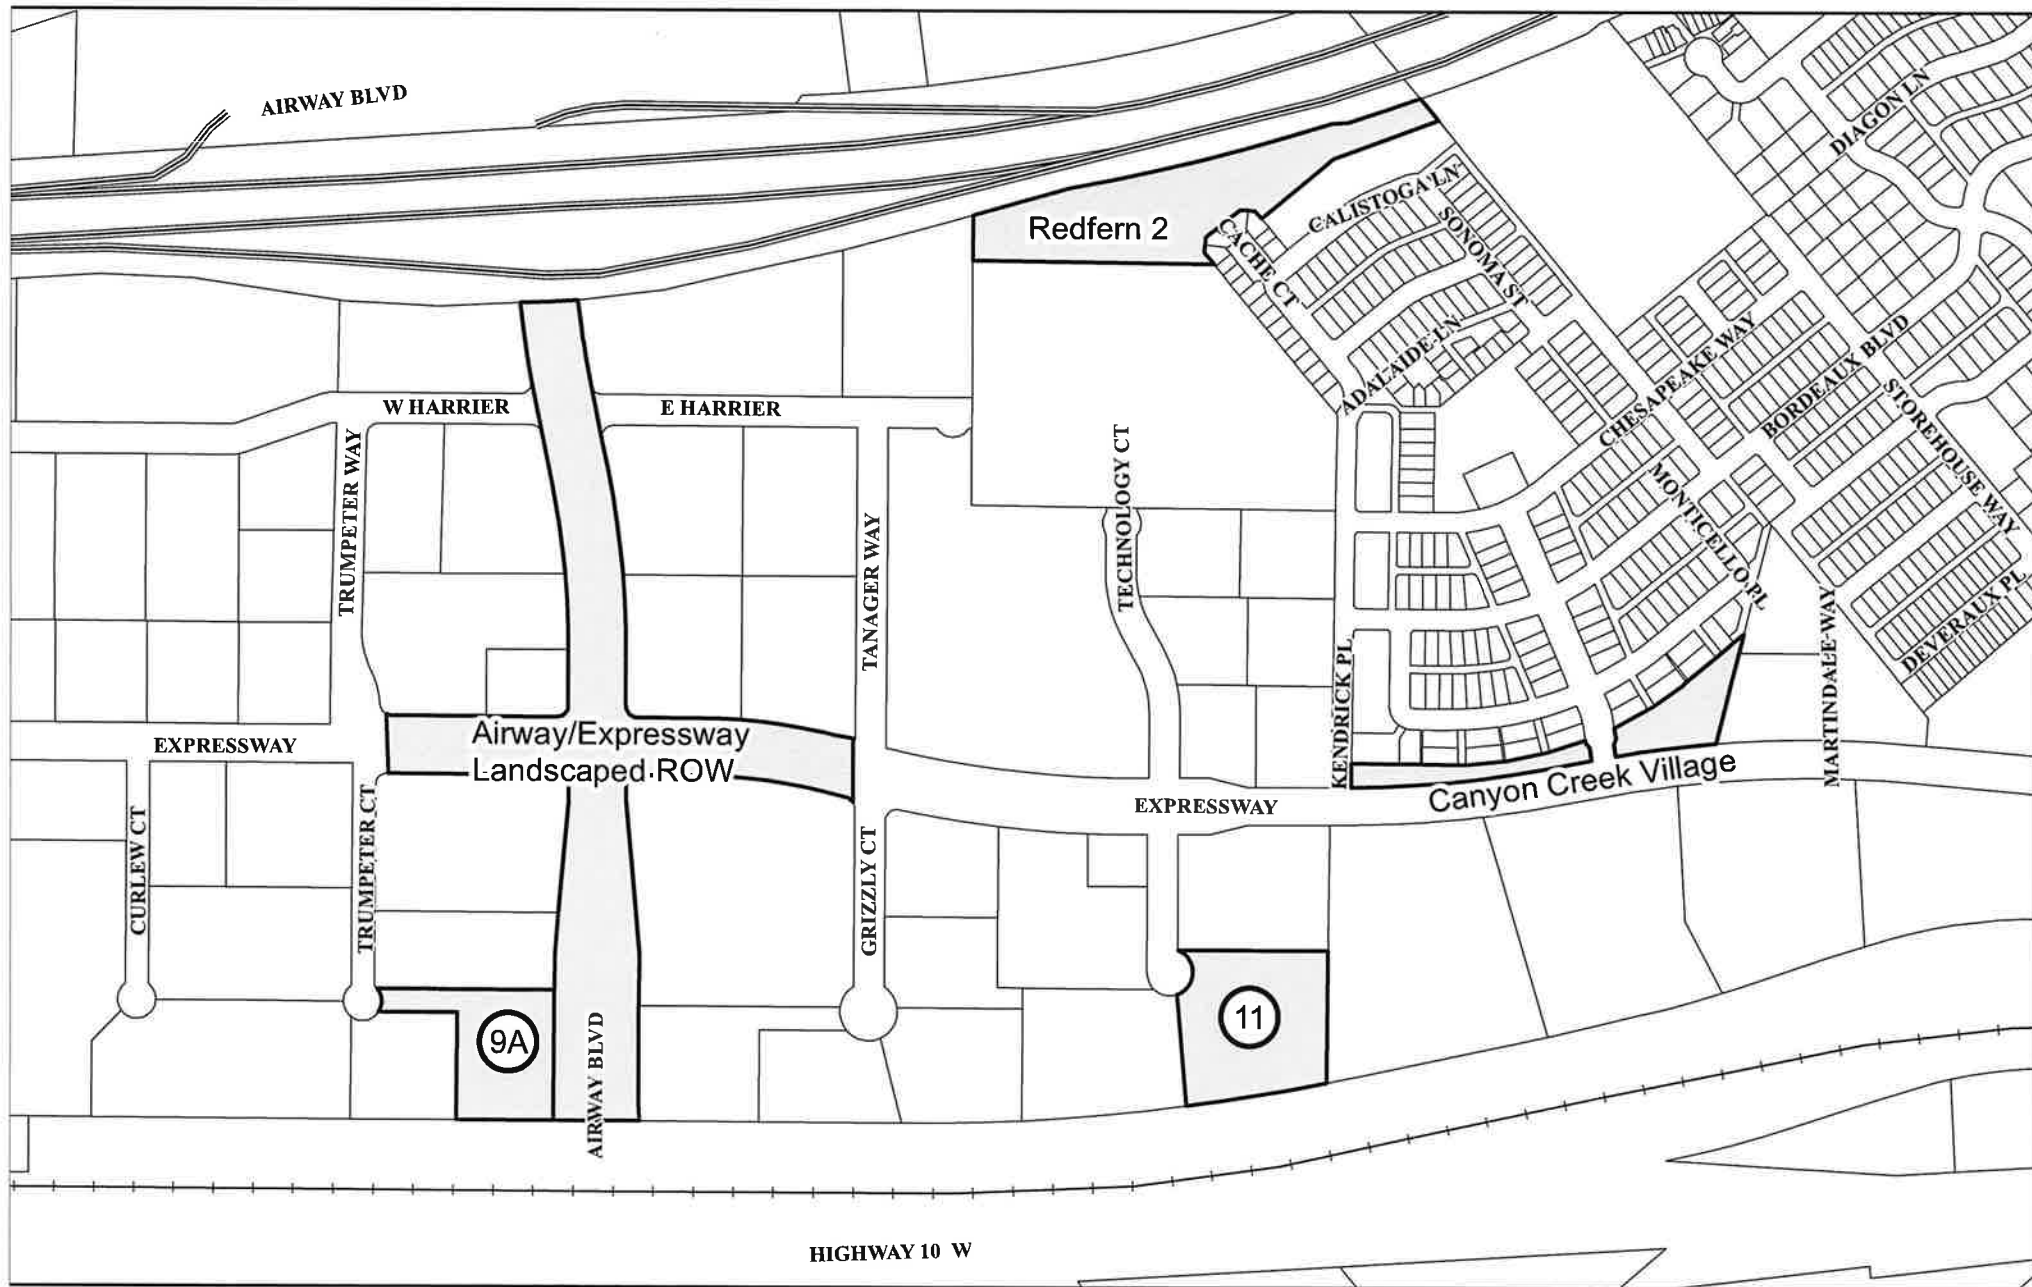 AIRWAY BLVD
DIAGON LN
CALISTOGA LN
Redfern 2
CACHE CT
SONOMA ST
ADALAIDE LN
CHESAPEAKE WAY
BORDEAUX BLVD
W HARRIER
E HARRIER
STOREHOUSE WAY
TRUMPETER WAY
TECHNOLOGY CT
MONTICELLO PL
TANAGER WAY
DEVERAUX PL
KENDRICK PL
MARTINDALE WAY
EXPRESSWAY
Airway/Expressway
Landscaped ROW
Canyon Creek Village
EXPRESSWAY
CURLEW CT
TRUMPETER CT
GRIZZLY CT
9A
11
AIRWAY BLVD
HIGHWAY 10 W